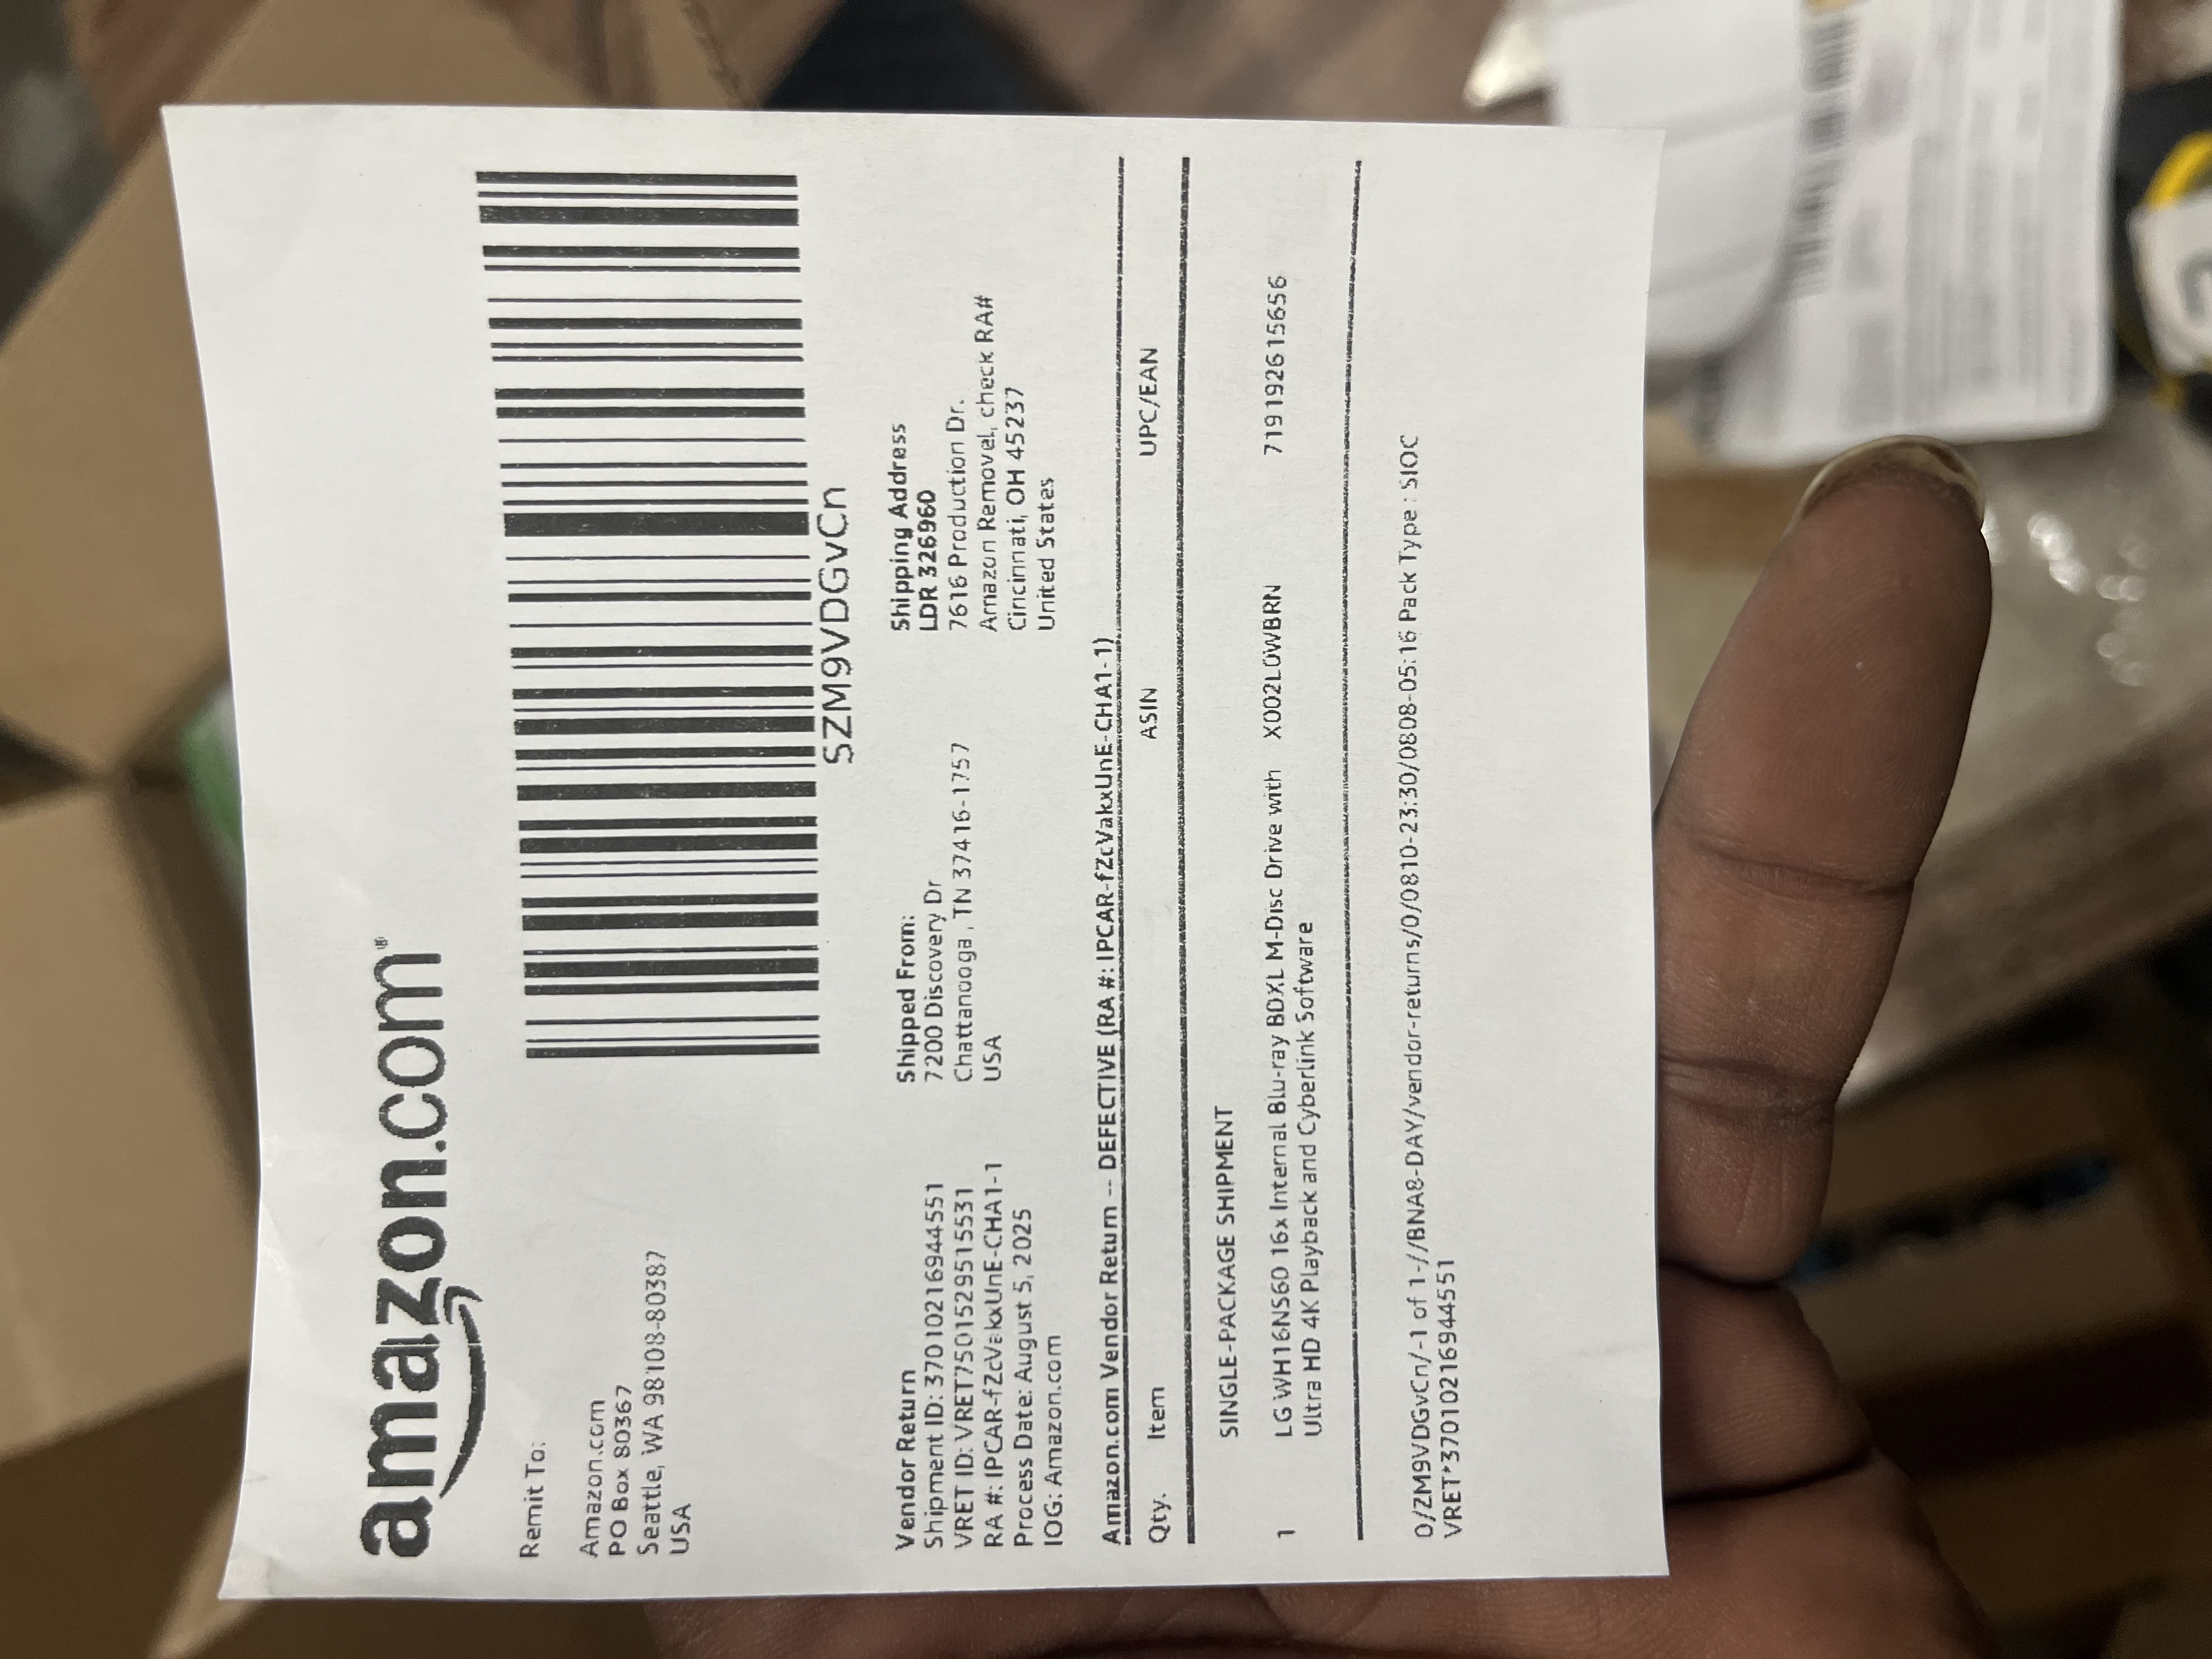 amazon.com®
SZM9VDGvCn
Remit To:
Amazon.com
PO Box 80367
Seattle, WA 98108-80387
USA
Vendor Return
Shipment ID: 37010216944551
VRET ID: VRET7501529515531
RA #: IPCAR-fZcVakxUnE-CHA1-1
Process Date: August 5, 2025
IOG: Amazon.com
Shipped From:
7200 Discovery Dr
Chattanooga, TN 37416-1757
USA
Shipping Address
LDR 326960
7616 Production Dr.
Amazon Removal, check RA#
Cincinnati, OH 45237
United States
Amazon.com Vendor Return -- DEFECTIVE (RA #: IPCAR-fZcVakxUnE-CHA1-1)
Qty. Item ASIN UPC/EAN
SINGLE-PACKAGE SHIPMENT
1 LG WH16NS60 16x Internal Blu-ray BDXL M-Disc Drive with X002LOVBRN 719192615656
Ultra HD 4K Playback and Cyberlink Software
0/ZM9VDGvCn/-1 of 1-//BNA8-DAY/vendor-returns/0/0810-23:30/0808-05:16 Pack Type : SIOC
VRET*37010216944551